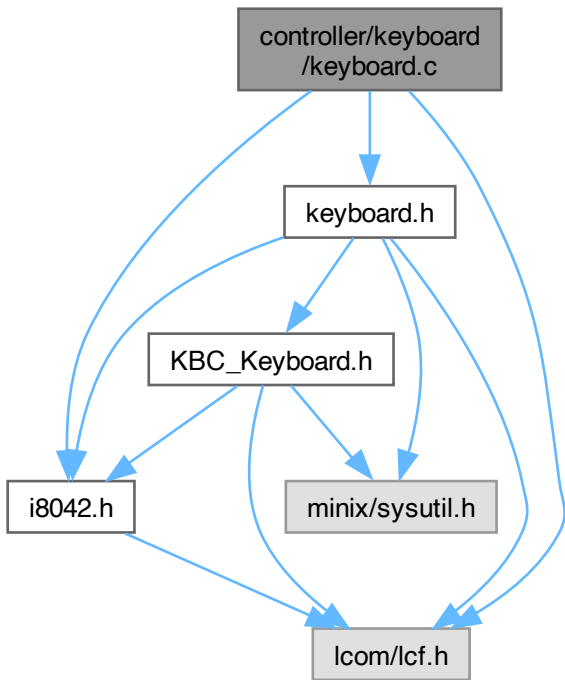 controller/keyboard
/keyboard.c
keyboard.h
KBC_Keyboard.h
i8042.h
minix/sysutil.h
lcom/lcf.h